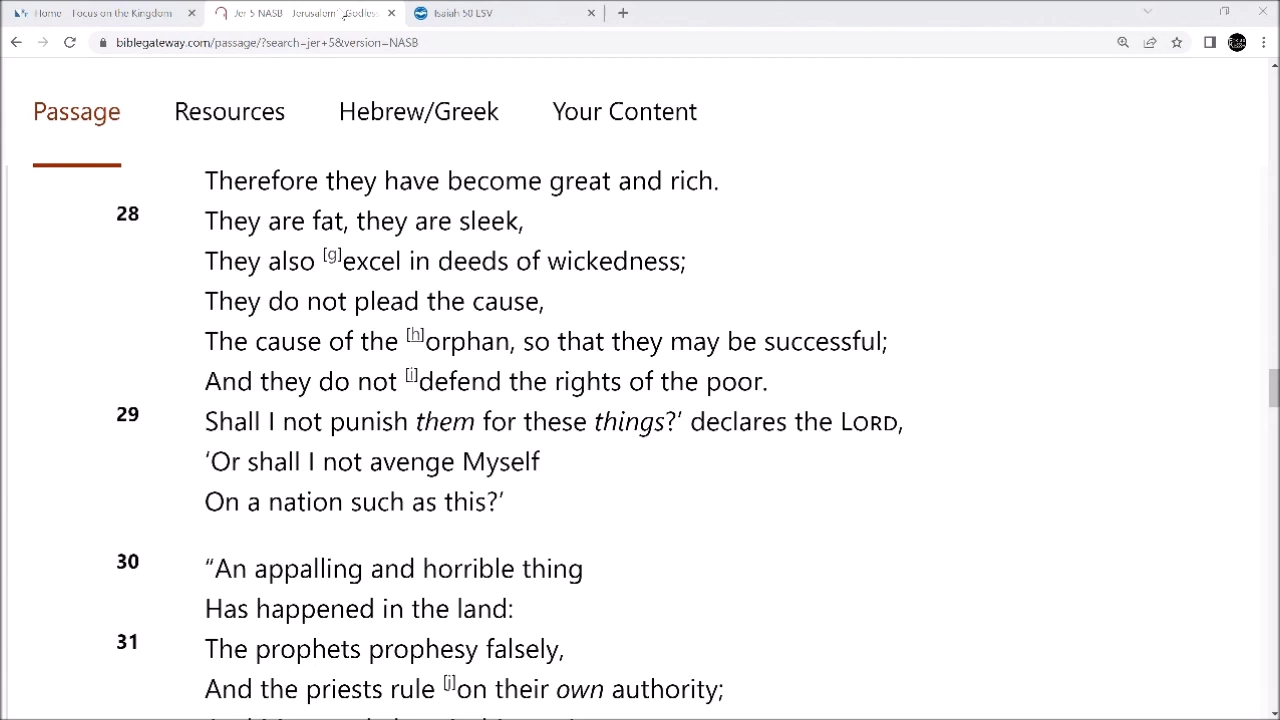 Home - Focus on the Kingdom
Jer 5 NASB - Jerusalem's Godless
Isaiah 50 LSV
biblegateway.com/passage/?search=jer+5&version=NASB
Passage Resources Hebrew/Greek Your Content
Therefore they have become great and rich.
28 They are fat, they are sleek,
They also [g]excel in deeds of wickedness;
They do not plead the cause,
The cause of the [h]orphan, so that they may be successful;
And they do not [i]defend the rights of the poor.
29 Shall I not punish them for these things?’ declares the LORD,
‘Or shall I not avenge Myself
On a nation such as this?’
30 “An appalling and horrible thing
Has happened in the land:
31 The prophets prophesy falsely,
And the priests rule [j]on their own authority;